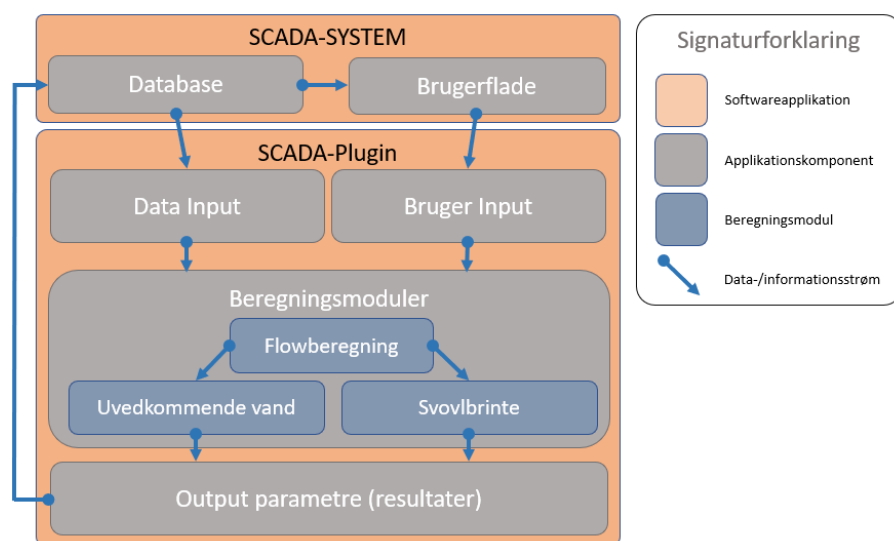 SCADA-SYSTEM
Database
Brugerflade
SCADA-Plugin
Data Input
Bruger Input
Beregningsmoduler
Flowberegning
Uvedkommende vand
Svovlbrinte
Output parametre (resultater)
Signaturforklaring
Softwareapplikation
Applikationskomponent
Beregningsmodul
Data-/informationsstrøm